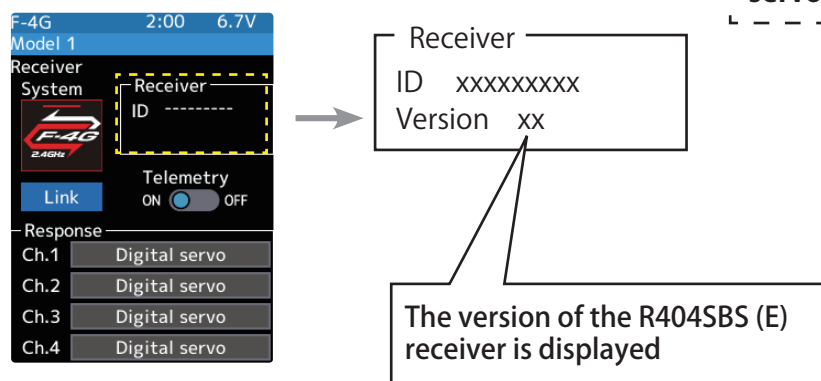 servo
F-4G 2:00 6.7V
Model 1
Receiver
System
F-4G
2.4GHz
Link
Receiver
ID ---------
Telemetry
ON OFF
Response
Ch.1 Digital servo
Ch.2 Digital servo
Ch.3 Digital servo
Ch.4 Digital servo
Receiver
ID xxxxxxxxx
Version xx
The version of the R404SBS (E)
receiver is displayed